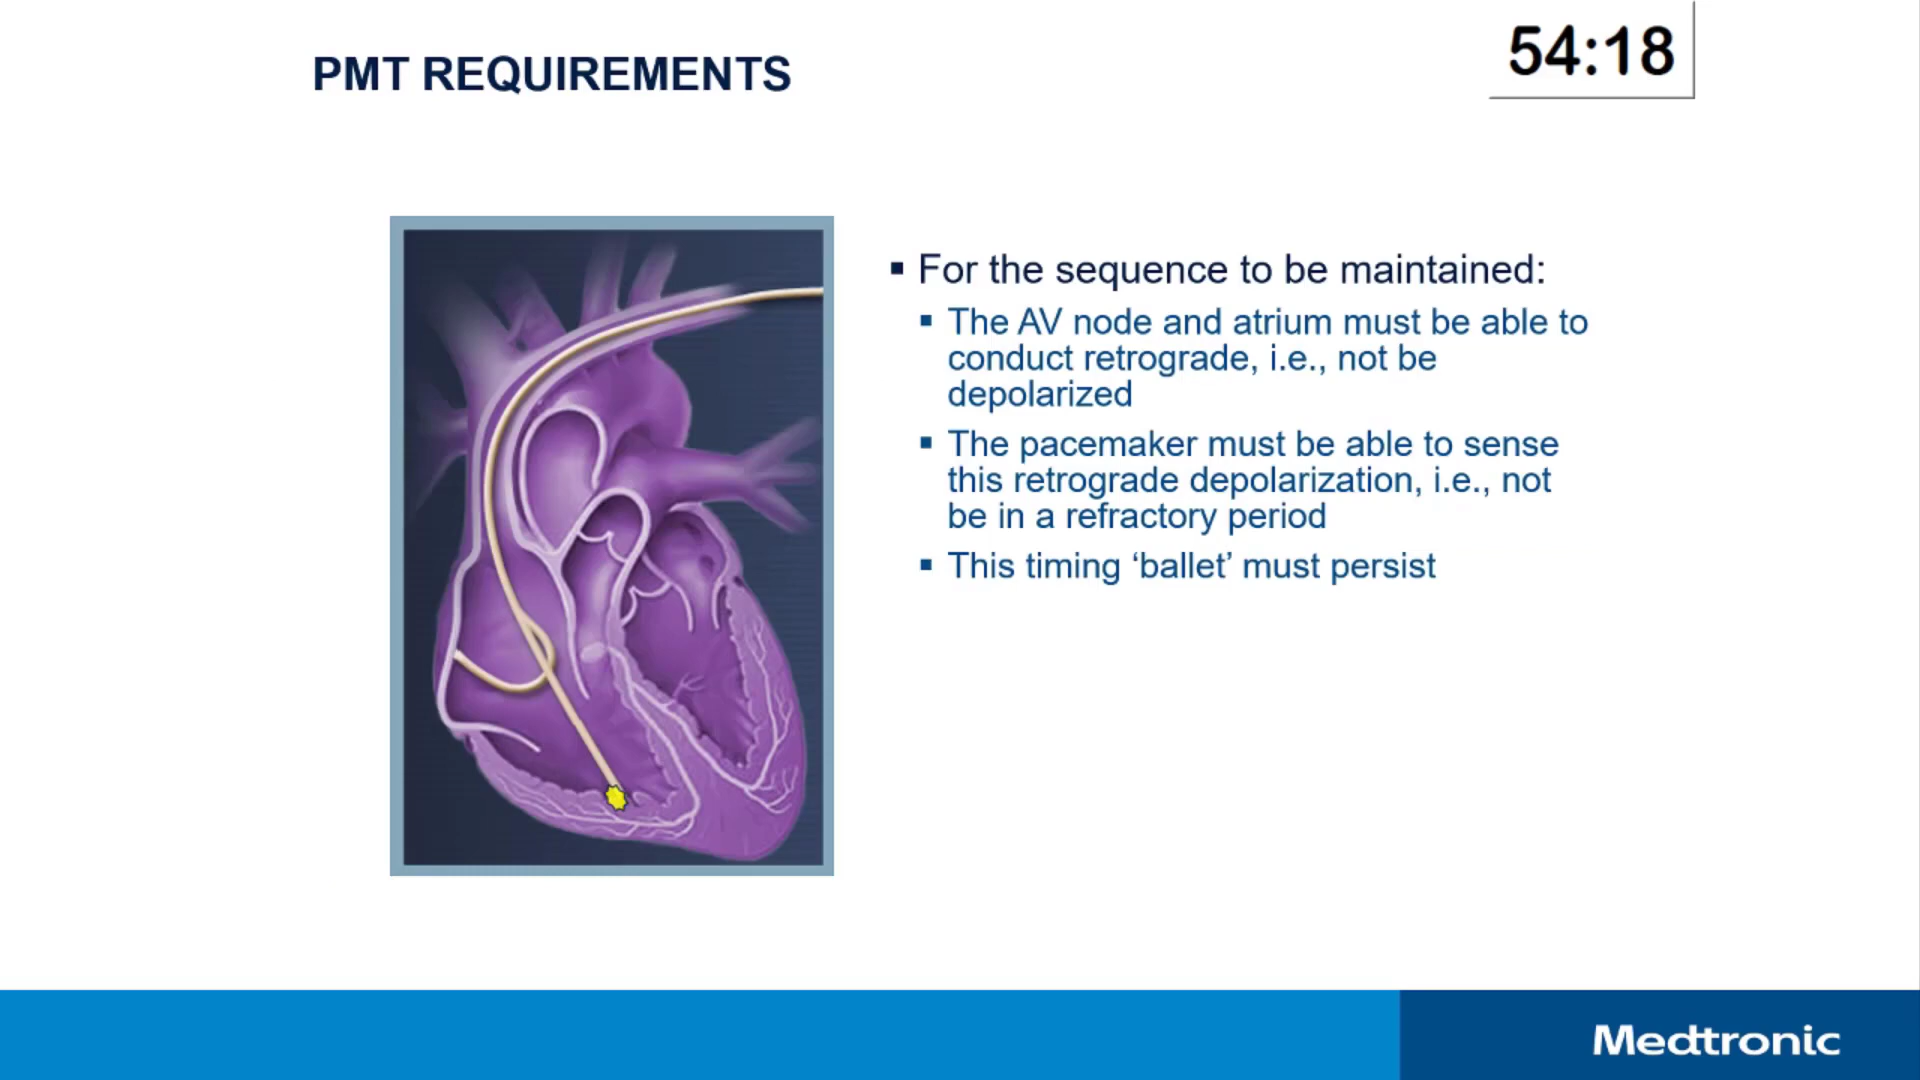 PMT REQUIREMENTS
54:18
▪ For the sequence to be maintained:
▪ The AV node and atrium must be able to
conduct retrograde, i.e., not be
depolarized
▪ The pacemaker must be able to sense
this retrograde depolarization, i.e., not
be in a refractory period
▪ This timing ‘ballet’ must persist
Medtronic